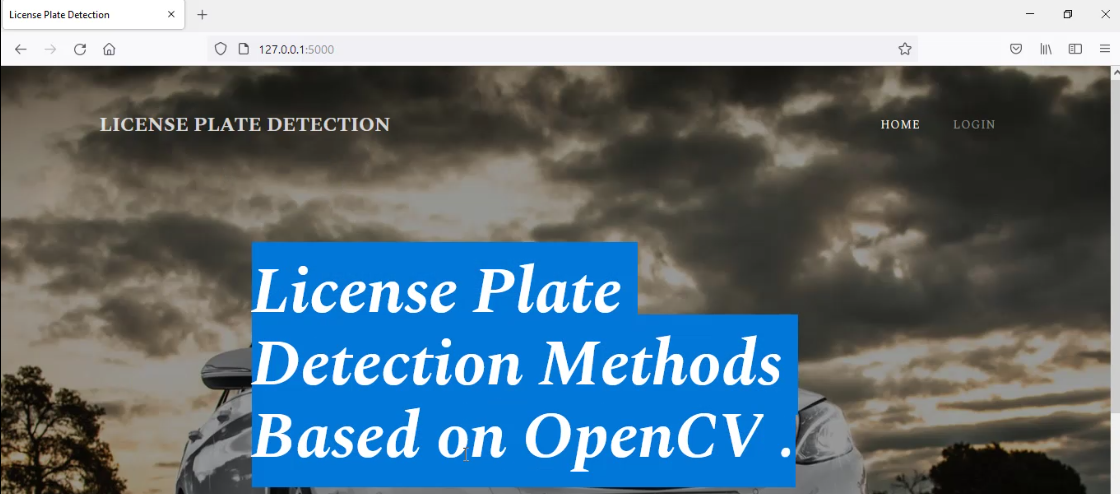 License Plate Detection
127.0.0.1:5000
LICENSE PLATE DETECTION
HOME LOGIN
License Plate
Detection Methods
Based on OpenCV .